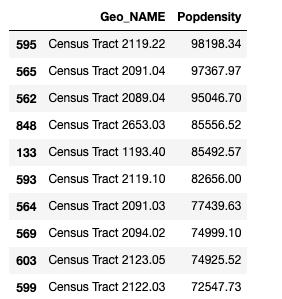 Geo_NAME Popdensity
595 Census Tract 2119.22 98198.34
565 Census Tract 2091.04 97367.97
562 Census Tract 2089.04 95046.70
848 Census Tract 2653.03 85556.52
133 Census Tract 1193.40 85492.57
593 Census Tract 2119.10 82656.00
564 Census Tract 2091.03 77439.63
569 Census Tract 2094.02 74999.10
603 Census Tract 2123.05 74925.52
599 Census Tract 2122.03 72547.73